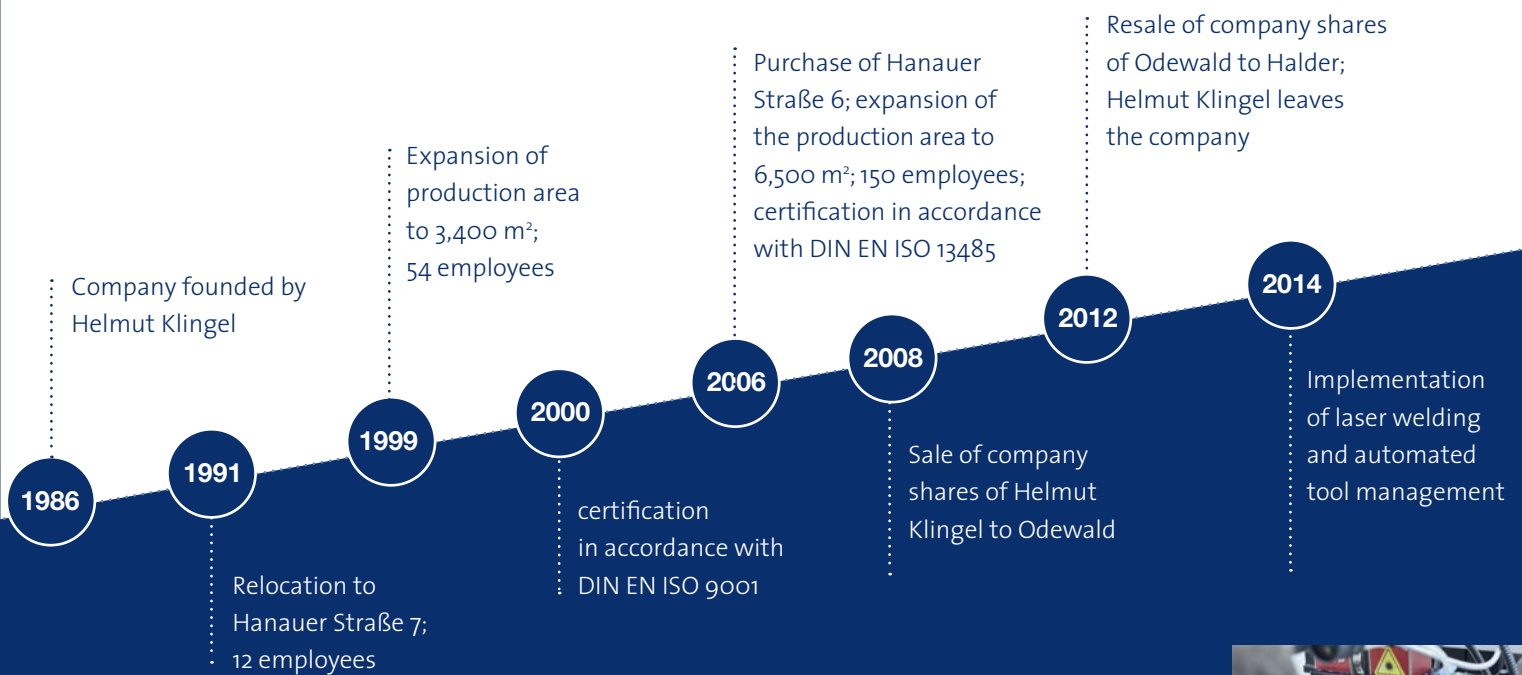 1986
Company founded by
Helmut Klingel
1991
Relocation to
Hanauer Straße 7;
12 employees
1999
Expansion of
production area
to 3,400 m²;
54 employees
2000
certification
in accordance with
DIN EN ISO 9001
2006
Purchase of Hanauer
Straße 6; expansion of
the production area to
6,500 m²; 150 employees;
certification in accordance
with DIN EN ISO 13485
2008
Sale of company
shares of Helmut
Klingel to Odewald
2012
Resale of company shares
of Odewald to Halder;
Helmut Klingel leaves
the company
2014
Implementation
of laser welding
and automated
tool management